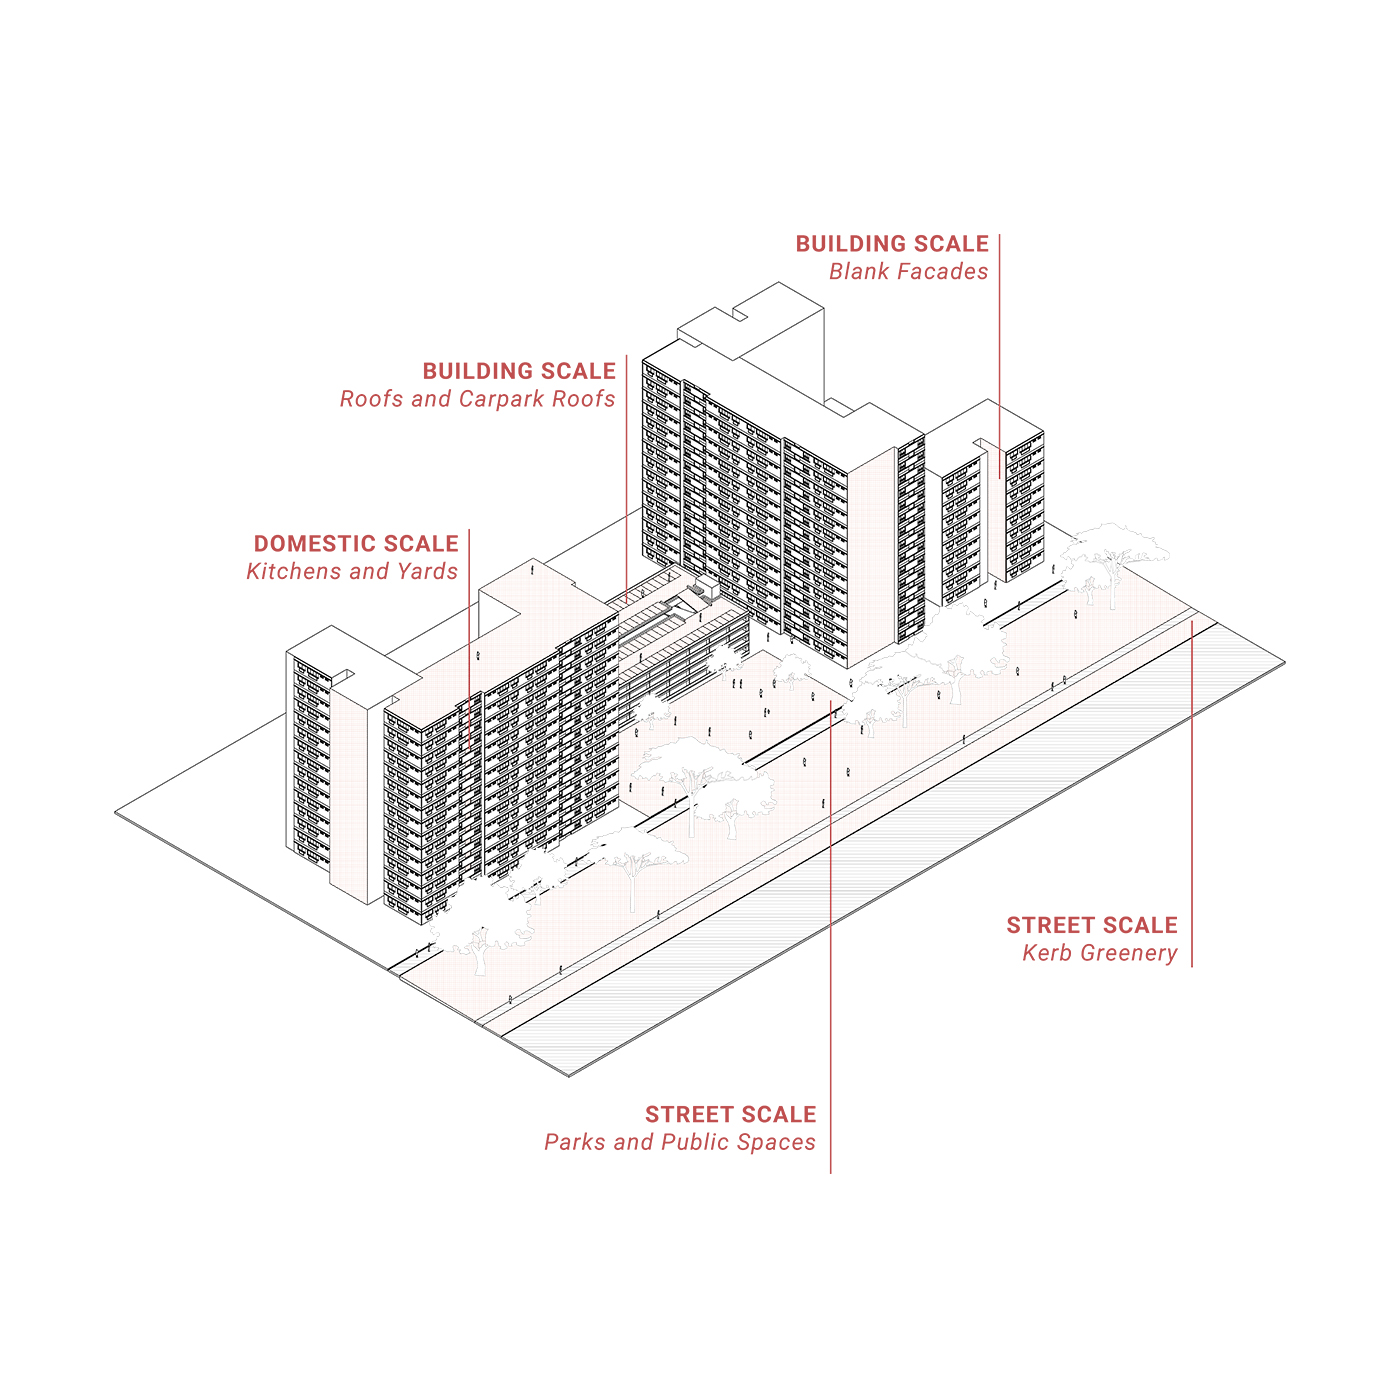 BUILDING SCALE
Blank Facades
BUILDING SCALE
Roofs and Carpark Roofs
DOMESTIC SCALE
Kitchens and Yards
STREET SCALE
Kerb Greenery
STREET SCALE
Parks and Public Spaces